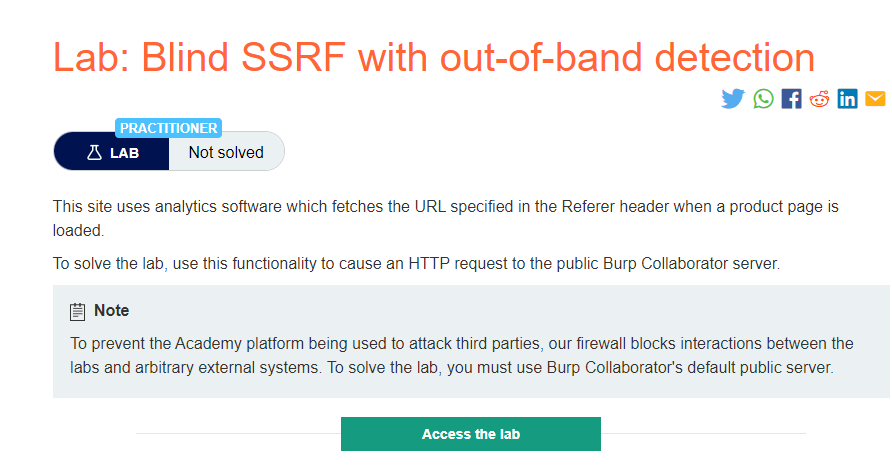 Lab: Blind SSRF with out-of-band detection
PRACTITIONER
LAB
Not solved
This site uses analytics software which fetches the URL specified in the Referer header when a product page is
loaded.
To solve the lab, use this functionality to cause an HTTP request to the public Burp Collaborator server.
Note
To prevent the Academy platform being used to attack third parties, our firewall blocks interactions between the
labs and arbitrary external systems. To solve the lab, you must use Burp Collaborator's default public server.
Access the lab